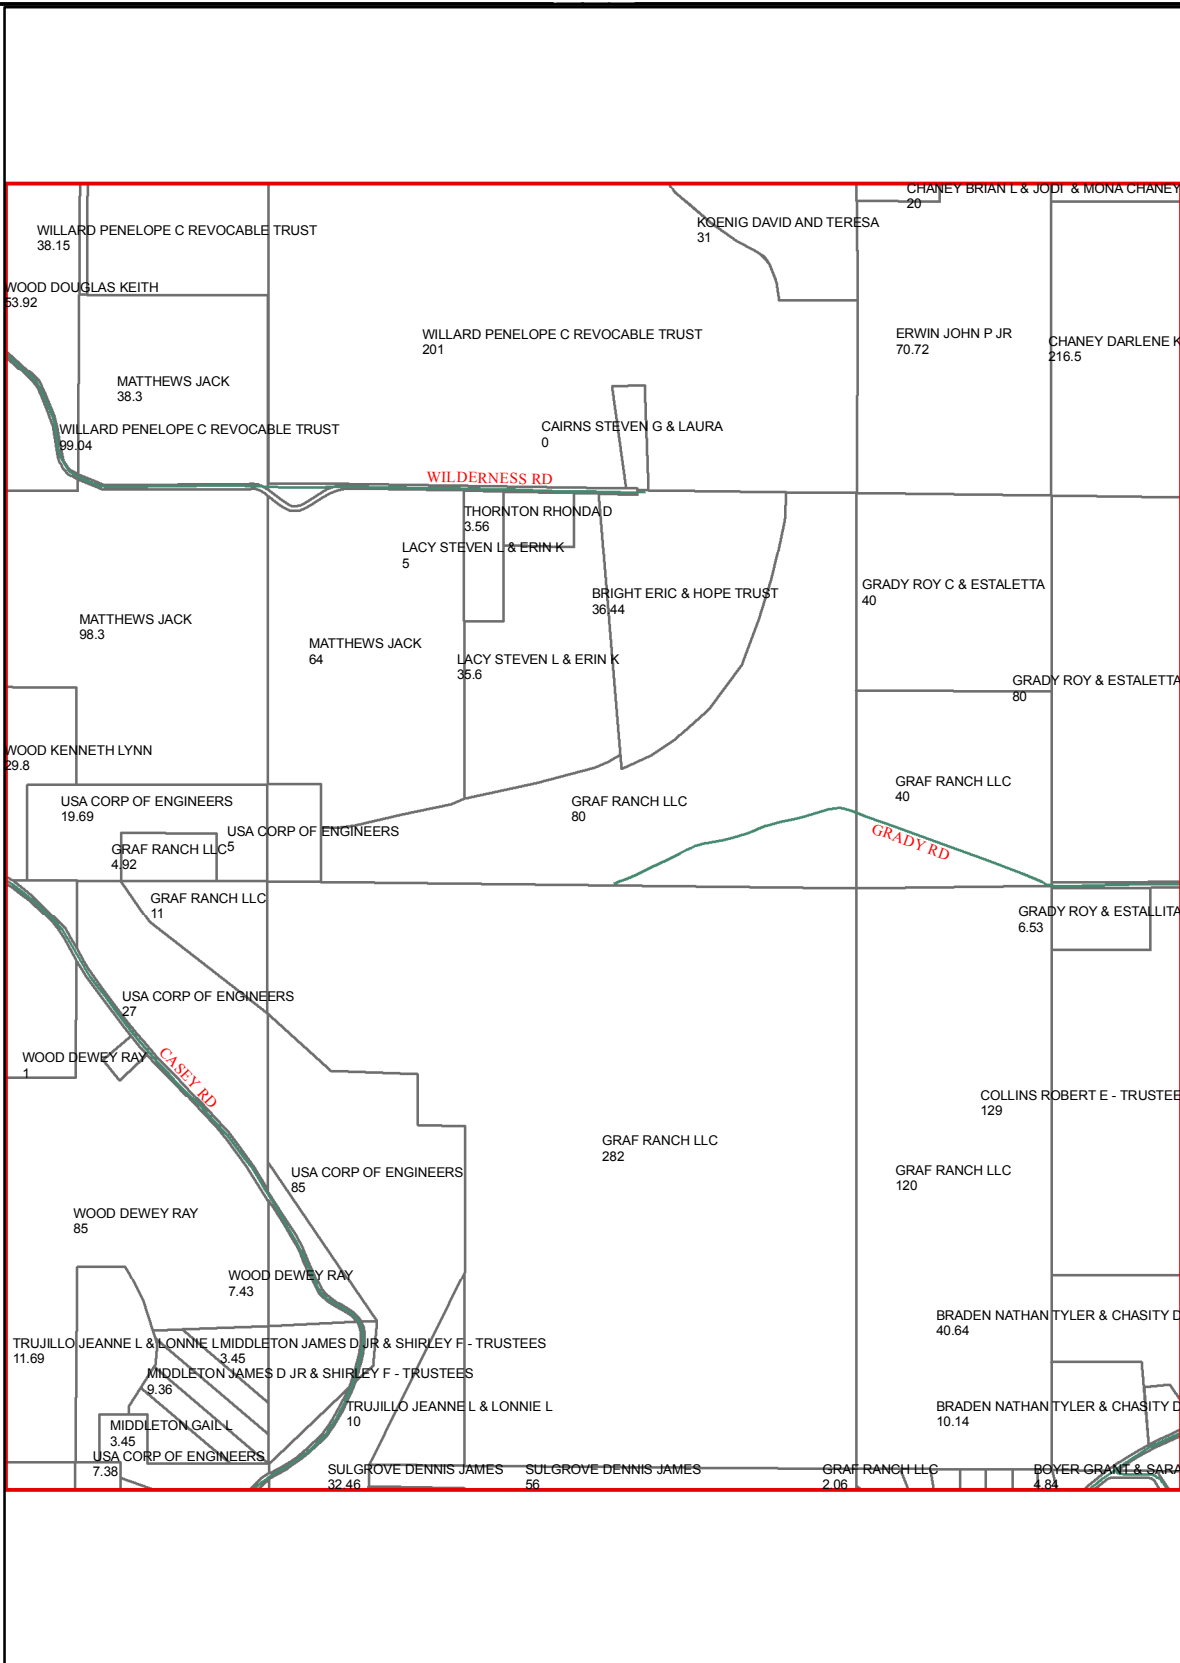 CHANEY BRIAN L & JODI & MONA CHANEY
20
KOENIG DAVID AND TERESA
31
WILLARD PENELOPE C REVOCABLE TRUST
38.15
WOOD DOUGLAS KEITH
53.92
WILLARD PENELOPE C REVOCABLE TRUST
201
ERWIN JOHN P JR
70.72
CHANEY DARLENE K
216.5
MATTHEWS JACK
38.3
WILLARD PENELOPE C REVOCABLE TRUST
99.04
CAIRNS STEVEN G & LAURA
0
WILDERNESS RD
THORNTON RHONDA D
3.56
LACY STEVEN L & ERIN K
5
BRIGHT ERIC & HOPE TRUST
36.44
GRADY ROY C & ESTALETTA
40
MATTHEWS JACK
98.3
MATTHEWS JACK
64
LACY STEVEN L & ERIN K
35.6
GRADY ROY & ESTALETTA
80
WOOD KENNETH LYNN
29.8
GRAF RANCH LLC
40
USA CORP OF ENGINEERS
19.69
GRAF RANCH LLC
80
USA CORP OF ENGINEERS
5
GRADY RD
GRAF RANCH LLC
4.92
GRAF RANCH LLC
11
GRADY ROY & ESTALLITA
6.53
USA CORP OF ENGINEERS
27
WOOD DEWEY RAY
1
CASEY RD
COLLINS ROBERT E - TRUSTEE
129
GRAF RANCH LLC
282
GRAF RANCH LLC
120
USA CORP OF ENGINEERS
85
WOOD DEWEY RAY
85
WOOD DEWEY RAY
7.43
BRADEN NATHAN TYLER & CHASITY D
40.64
TRUJILLO JEANNE L & LONNIE L
11.69
MIDDLETON JAMES D JR & SHIRLEY F - TRUSTEES
3.45
MIDDLETON JAMES D JR & SHIRLEY F - TRUSTEES
9.36
TRUJILLO JEANNE L & LONNIE L
10
BRADEN NATHAN TYLER & CHASITY D
10.14
MIDDLETON GAIL L
3.45
USA CORP OF ENGINEERS
7.38
SULGROVE DENNIS JAMES
32.46
SULGROVE DENNIS JAMES
56
GRAF RANCH LLC
2.06
BOYER GRANT & SARA
4.84